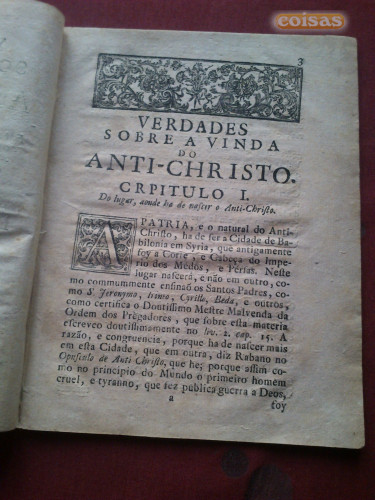 coisas
3
VERDADES
SOBRE A VINDA
DO
ANTI-CHRISTO.
CRPITULO I.
Do lugar, aonde ha de naſcer o Anti-Chriſto.
A PATRIA, e o natural do Anti-
Chriſto, ha de ſer a Cidade de Ba-
bilonia em Syria, que antigamente
foy a Corte, e Cabeça do Impe-
rio dos Medos, e Perſas. Neſte
lugar naſcerá, e não em outro, co-
mo commummente enſinaõ os Santos Padres, co-
mo S. Jeronymo, Cyrillo, Beda, e outros,
como certifica o Doutiſſimo Meſtre Malvenda da
Ordem dos Prègadores, que ſobre eſta materia
eſcreveo doutiſſimamente no liv. 2. cap. 15. A
razão, e congruencia, porque ha de naſcer mais
em eſta Cidade, que em outra, diz Rabano no
Opuſculo de Anti Chriſto, que he; porque aſſim co-
mo no principio do Mundo o primeiro homem
cruel, e tyranno, que fez publica guerra a Deos,
a
foy